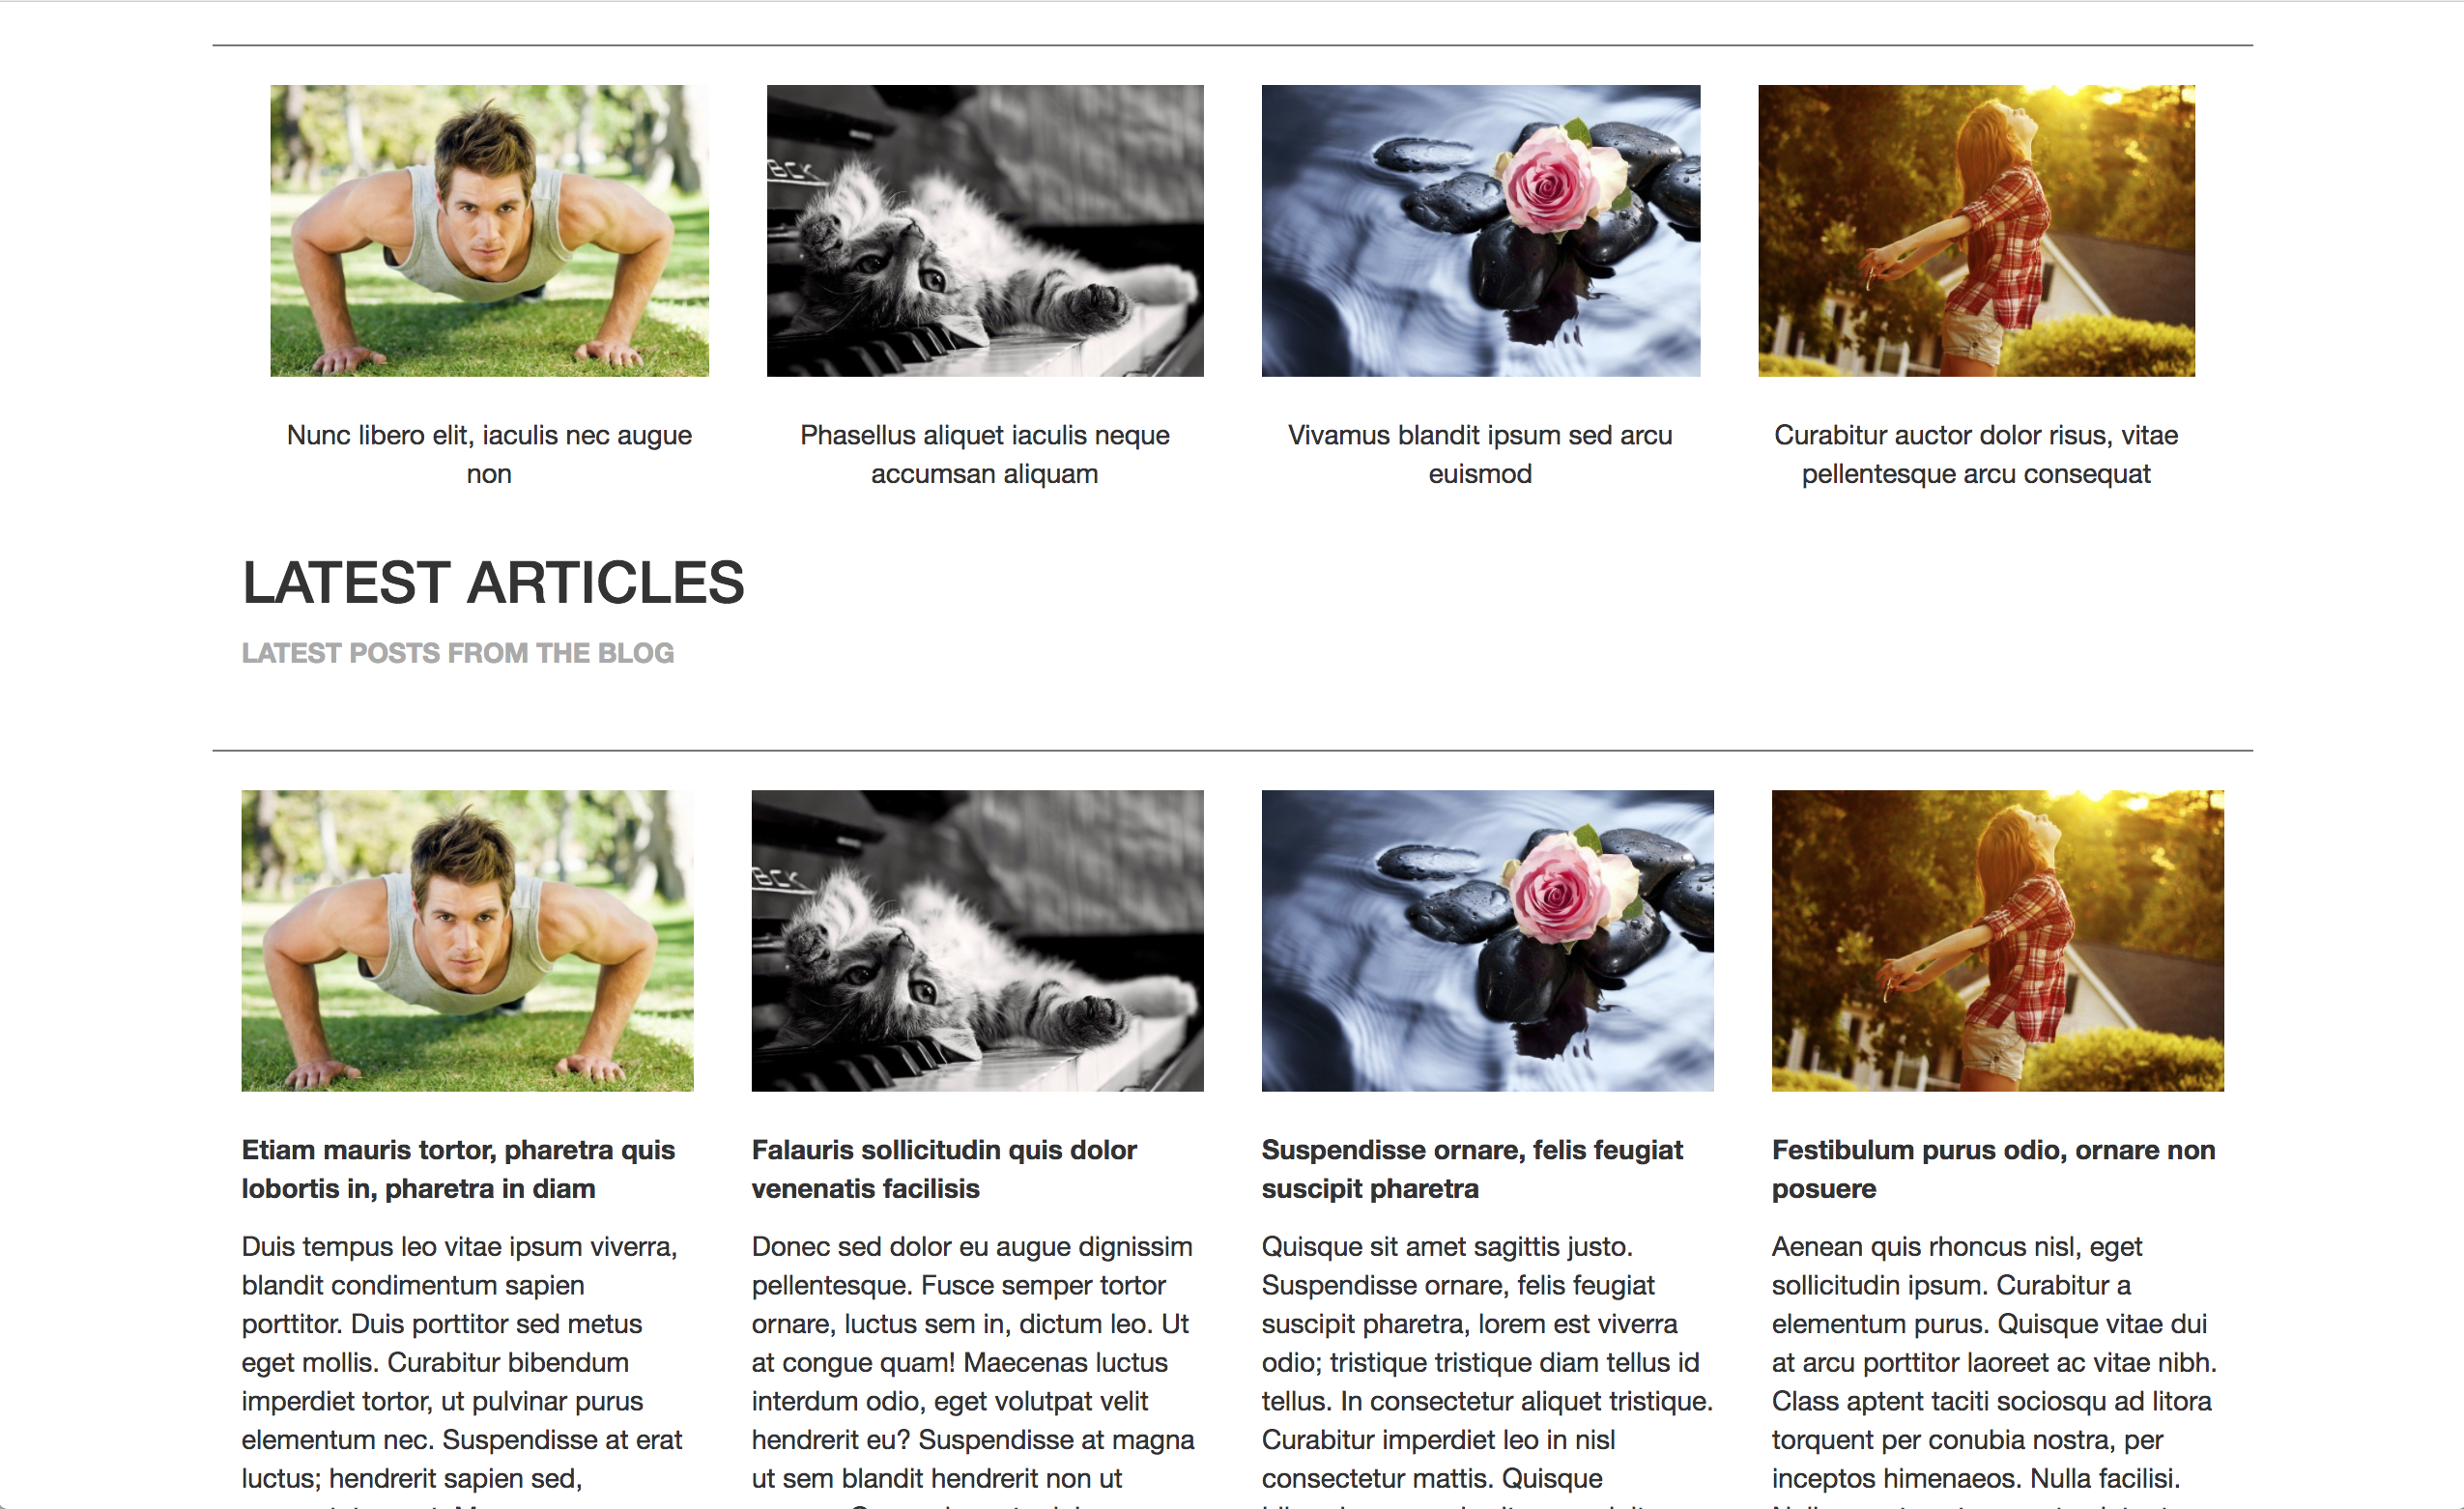 Nunc libero elit, iaculis nec augue
non
Phasellus aliquet iaculis neque
accumsan aliquam
Vivamus blandit ipsum sed arcu
euismod
Curabitur auctor dolor risus, vitae
pellentesque arcu consequat
LATEST ARTICLES
LATEST POSTS FROM THE BLOG
Etiam mauris tortor, pharetra quis
lobortis in, pharetra in diam
Duis tempus leo vitae ipsum viverra,
blandit condimentum sapien
porttitor. Duis porttitor sed metus
eget mollis. Curabitur bibendum
imperdiet tortor, ut pulvinar purus
elementum nec. Suspendisse at erat
luctus; hendrerit sapien sed,
Falauris sollicitudin quis dolor
venenatis facilisis
Donec sed dolor eu augue dignissim
pellentesque. Fusce semper tortor
ornare, luctus sem in, dictum leo. Ut
at congue quam! Maecenas luctus
interdum odio, eget volutpat velit
hendrerit eu? Suspendisse at magna
ut sem blandit hendrerit non ut
Suspendisse ornare, felis feugiat
suscipit pharetra
Quisque sit amet sagittis justo.
Suspendisse ornare, felis feugiat
suscipit pharetra, lorem est viverra
odio; tristique tristique diam tellus id
tellus. In consectetur aliquet tristique.
Curabitur imperdiet leo in nisl
consectetur mattis. Quisque
Festibulum purus odio, ornare non
posuere
Aenean quis rhoncus nisl, eget
sollicitudin ipsum. Curabitur a
elementum purus. Quisque vitae dui
at arcu porttitor laoreet ac vitae nibh.
Class aptent taciti sociosqu ad litora
torquent per conubia nostra, per
inceptos himenaeos. Nulla facilisi.